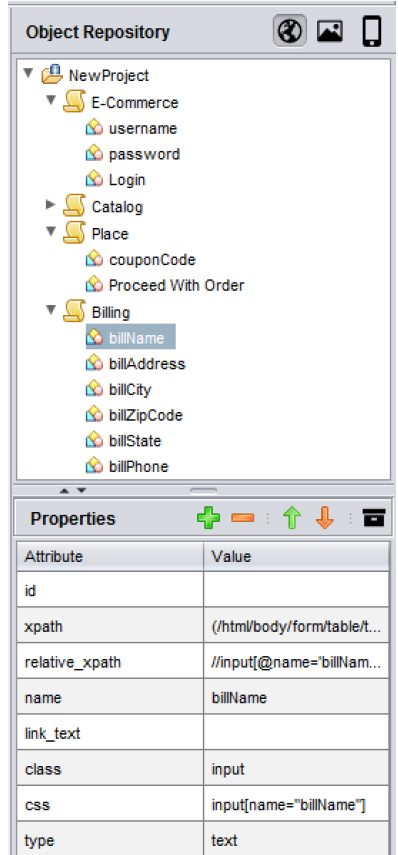 Object Repository
NewProject
E-Commerce
username
password
Login
Catalog
Place
couponCode
Proceed With Order
Billing
billName
billAddress
billCity
billZipCode
billState
billPhone
Properties
Attribute Value
id
xpath (/html/body/form/table/t...
relative_xpath //input[@name='billNam...
name billName
link_text
class input
css input[name="billName"]
type text